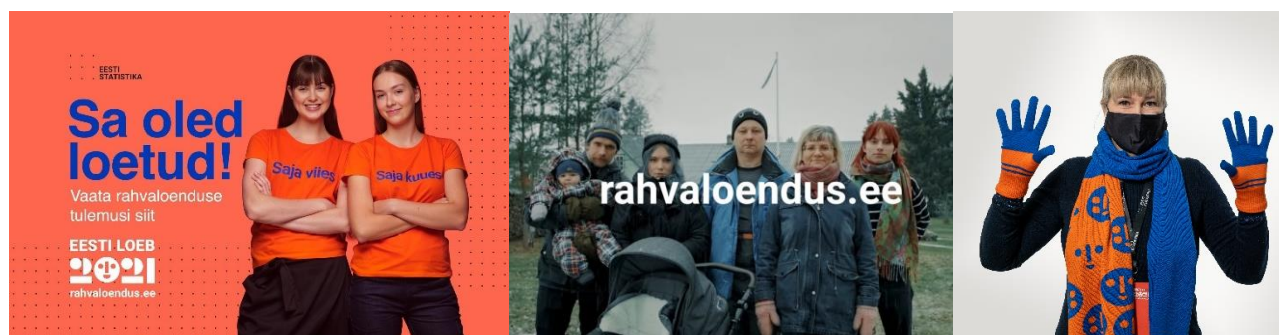 EESTI
STATISTIKA
Sa oled
loetud!
Vaata rahvaloenduse
tulemusi siit
EESTI LOEB
2021
rahvaloendus.ee
Saja viies
Saja kuues
rahvaloendus.ee